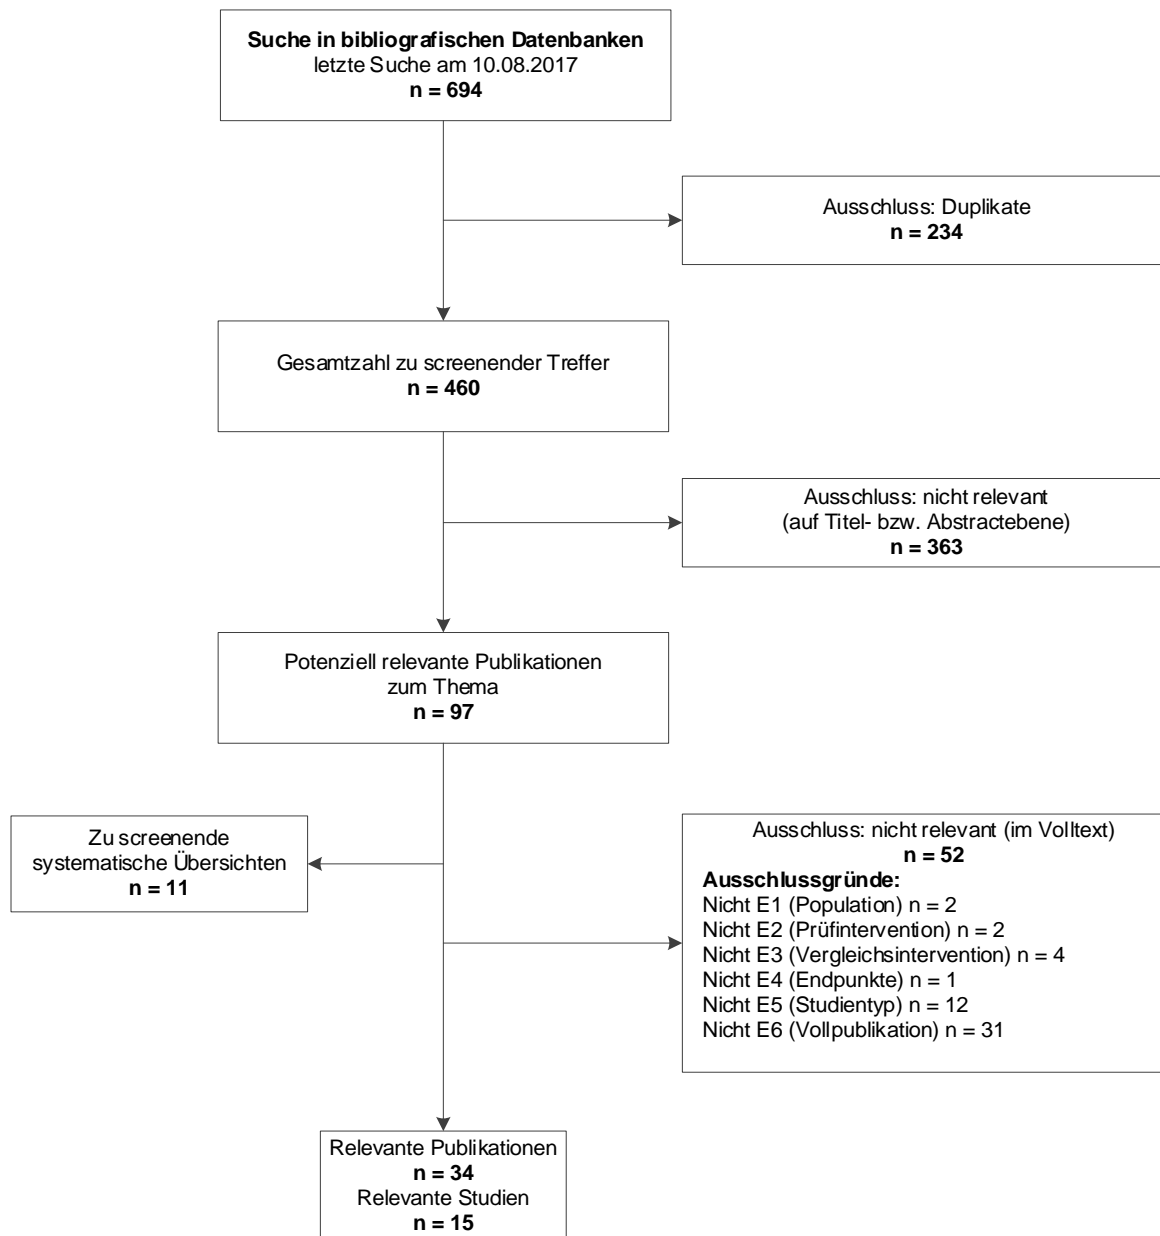 Suche in bibliografischen Datenbanken
letzte Suche am 10.08.2017
n = 694
Ausschluss: Duplikate
n = 234
Gesamtzahl zu screenender Treffer
n = 460
Ausschluss: nicht relevant
(auf Titel- bzw. Abstractebene)
n = 363
Potenziell relevante Publikationen
zum Thema
n = 97
Zu screenende
systematische Übersichten
n = 11
Ausschluss: nicht relevant (im Volltext)
n = 52
Ausschlussgründe:
Nicht E1 (Population) n = 2
Nicht E2 (Prüfintervention) n = 2
Nicht E3 (Vergleichsintervention) n = 4
Nicht E4 (Endpunkte) n = 1
Nicht E5 (Studientyp) n = 12
Nicht E6 (Vollpublikation) n = 31
Relevante Publikationen
n = 34
Relevante Studien
n = 15